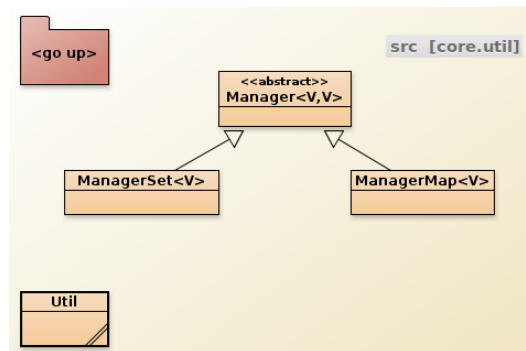 <go up>
src [core.util]
<<abstract>>
Manager<V,V>
ManagerSet<V>
ManagerMap<V>
Util